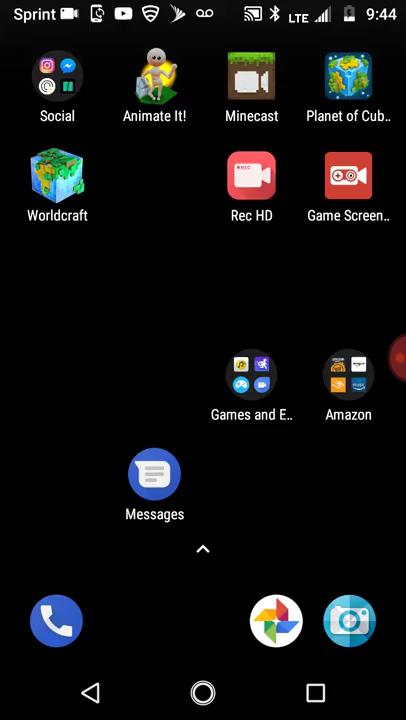 Sprint LTE 9:44
Social Animate It! Minecast Planet of Cub..
Worldcraft Rec HD Game Screen..
Games and E.. Amazon
Messages